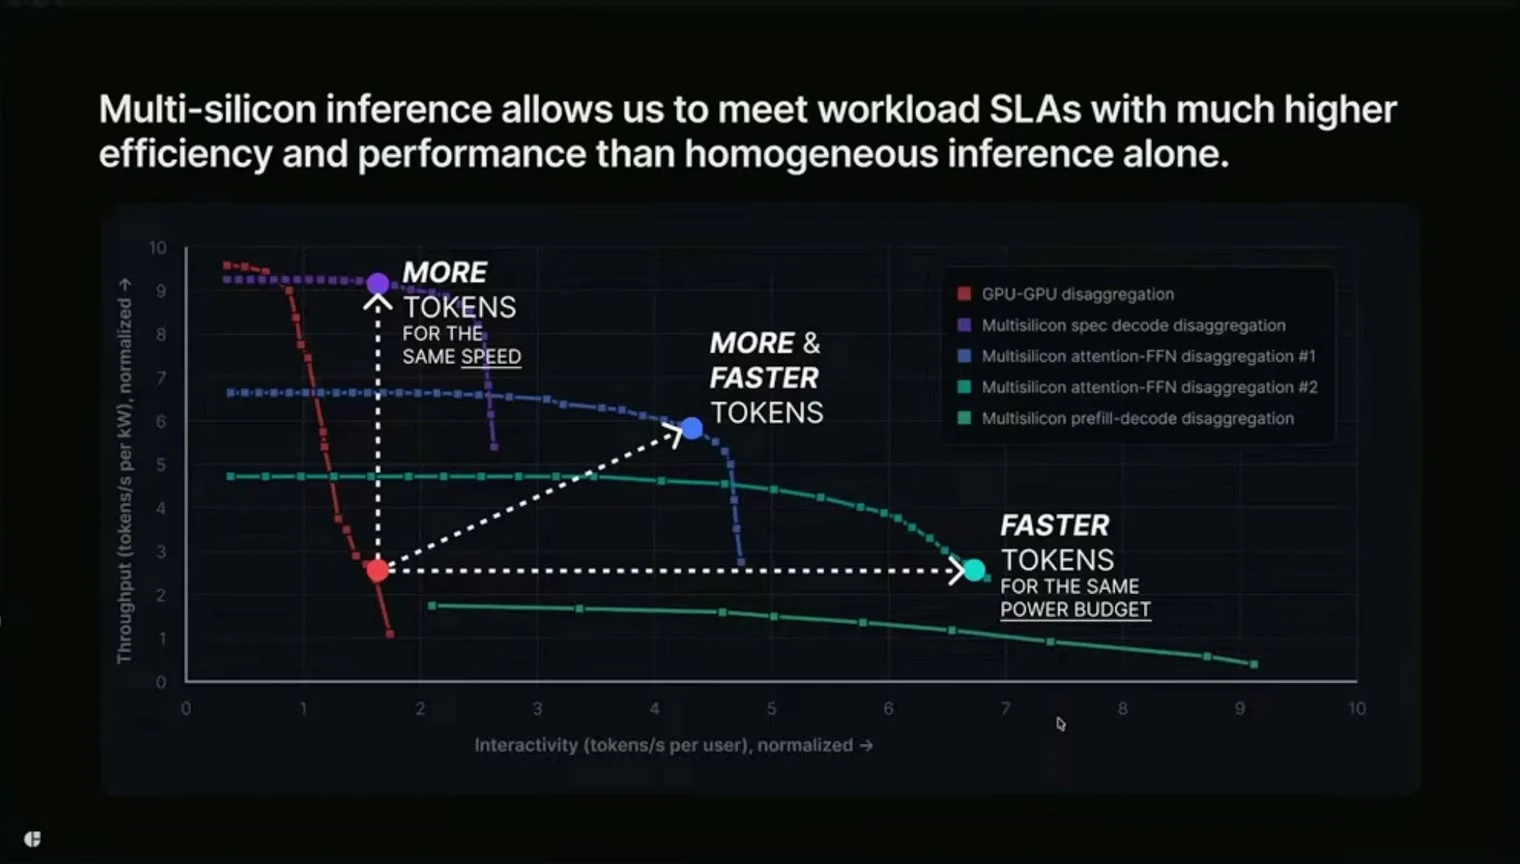 Multi-silicon inference allows us to meet workload SLAs with much higher
efficiency and performance than homogeneous inference alone.
Throughput (tokens/s per kW), normalized →
10
9
8
7
6
5
4
3
2
1
0
MORE
TOKENS
FOR THE
SAME SPEED
MORE &
FASTER
TOKENS
FASTER
TOKENS
FOR THE SAME
POWER BUDGET
GPU-GPU disaggregation
Multisilicon spec decode disaggregation
Multisilicon attention-FFN disaggregation #1
Multisilicon attention-FFN disaggregation #2
Multisilicon prefill-decode disaggregation
0 1 2 3 4 5 6 7 8 9 10
Interactivity (tokens/s per user), normalized →